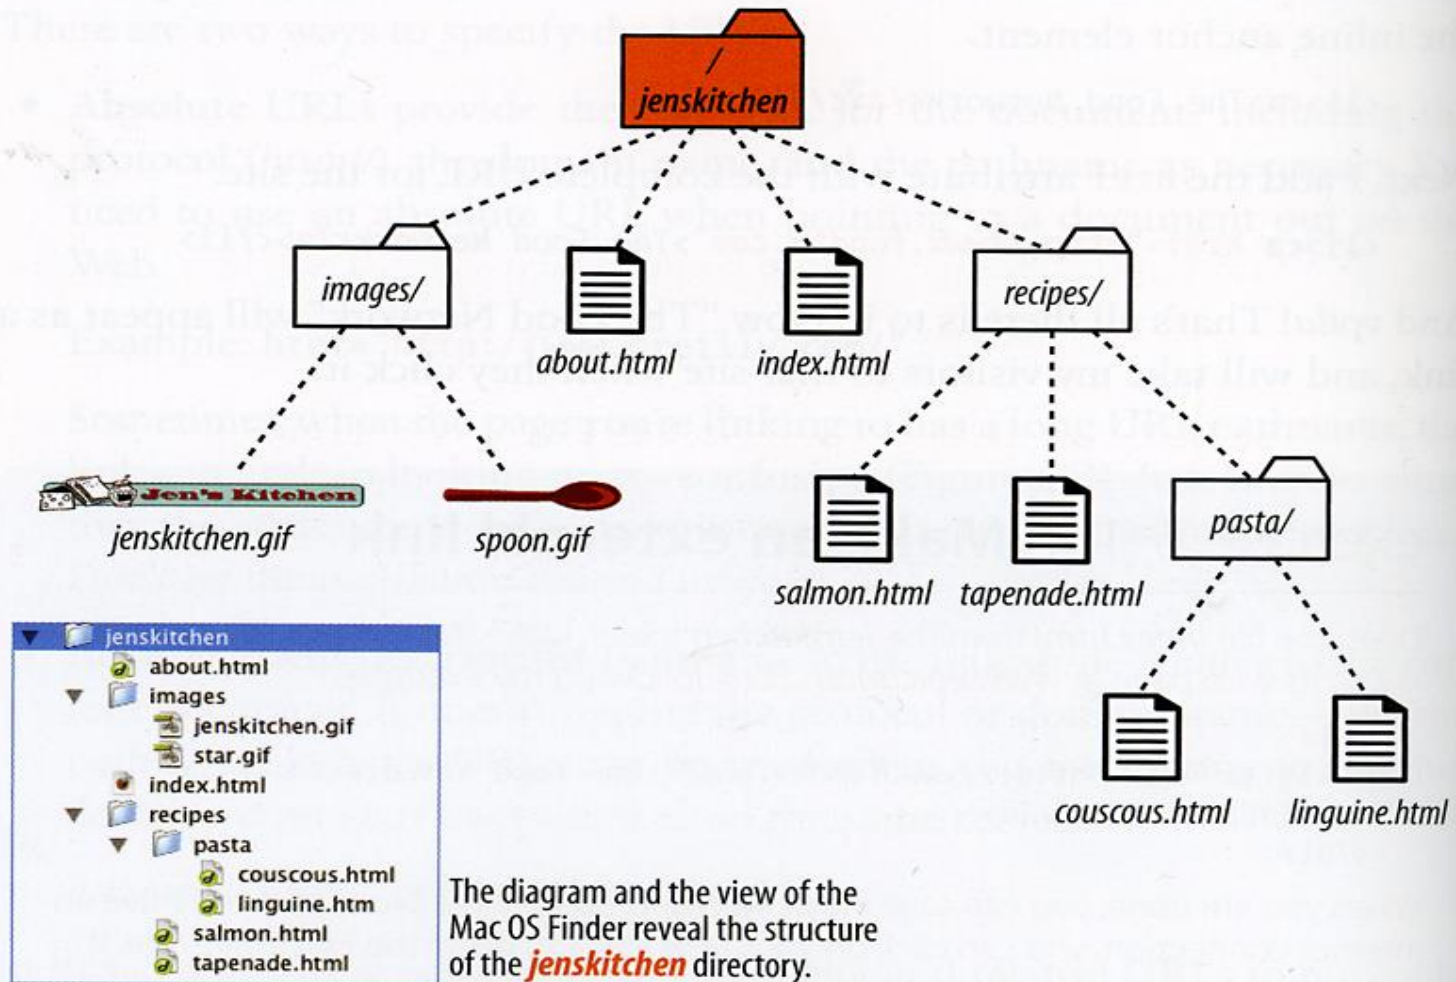 /
jenskitchen
images/
about.html
index.html
recipes/
Jen's Kitchen
jenskitchen.gif
spoon.gif
salmon.html
tapenade.html
pasta/
couscous.html
linguine.html
jenskitchen
about.html
images
jenskitchen.gif
star.gif
index.html
recipes
pasta
couscous.html
linguine.htm
salmon.html
tapenade.html
The diagram and the view of the
Mac OS Finder reveal the structure
of the jenskitchen directory.